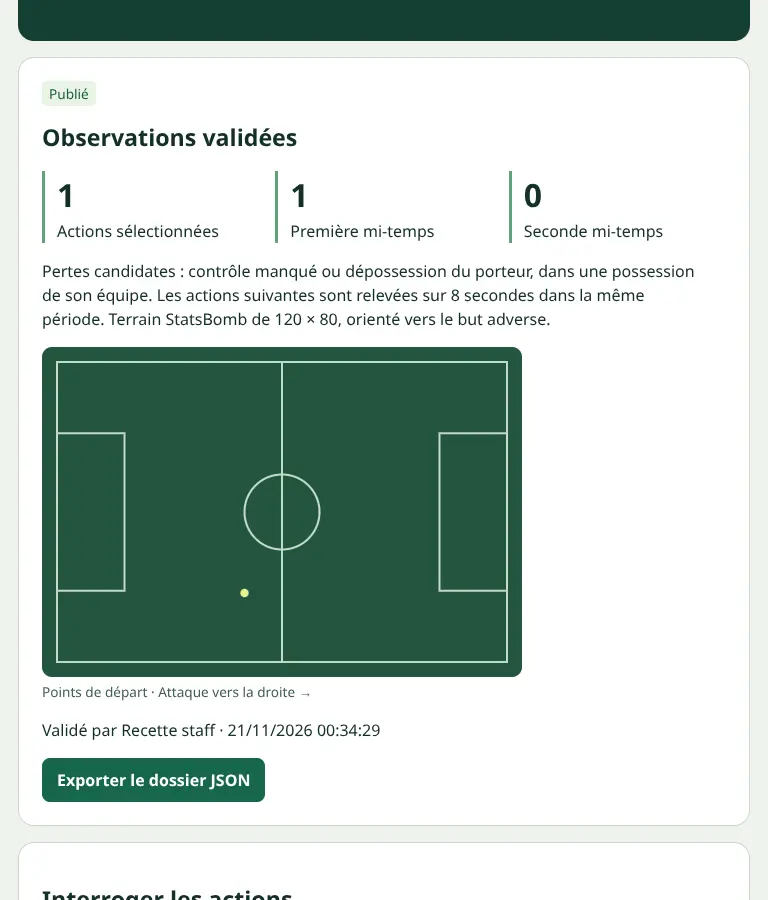 Publié
Observations validées
1
Actions sélectionnées
1
Première mi-temps
0
Seconde mi-temps
Pertes candidates : contrôle manqué ou dépossession du porteur, dans une possession
de son équipe. Les actions suivantes sont relevées sur 8 secondes dans la même
période. Terrain StatsBomb de 120 × 80, orienté vers le but adverse.
Points de départ · Attaque vers la droite →
Validé par Recette staff · 21/11/2026 00:34:29
Exporter le dossier JSON
Interroger les actions